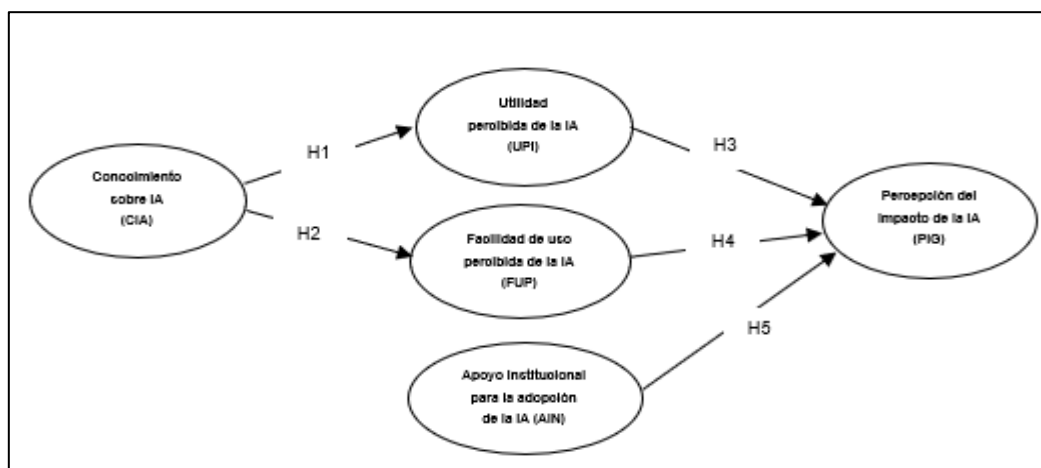 Conocimiento
sobre IA
(CIA)
H1
H2
Utilidad
percibida de la IA
(UPI)
Facilidad de uso
percibida de la IA
(FUP)
Apoyo institucional
para la adopción
de la IA (AIN)
H3
H4
H5
Percepción del
impacto de la IA
(PIG)